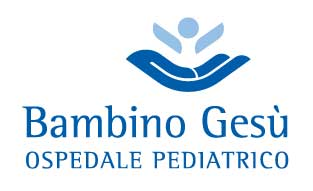 Bambino Gesù
OSPEDALE PEDIATRICO